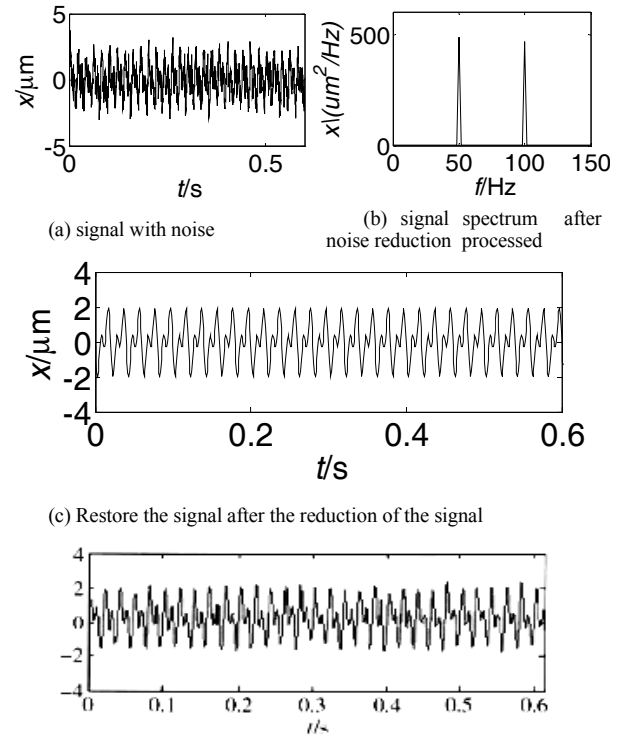 5
0
-5
x/μm
0
0.5
t/s
(a) signal with noise
500
0
x\(um²/Hz)
0
50
100
150
f/Hz
(b) signal spectrum after
noise reduction processed
4
2
0
-2
-4
x/μm
0
0.2
0.4
0.6
t/s
(c) Restore the signal after the reduction of the signal
4
2
0
−2
−4
0
0.1
0.2
0.3
0.4
0.5
0.6
t/s